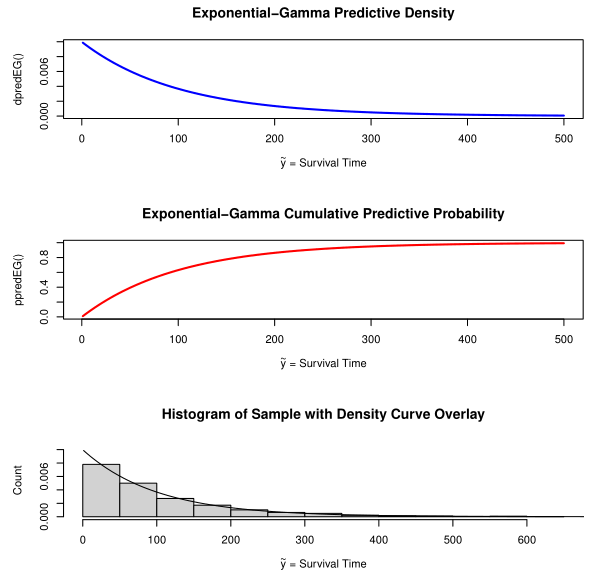 Exponential−Gamma Predictive Density
dpredEG()
0.000 0.006
0 100 200 300 400 500
ỹ = Survival Time
Exponential−Gamma Cumulative Predictive Probability
ppredEG()
0.0 0.4 0.8
0 100 200 300 400 500
ỹ = Survival Time
Histogram of Sample with Density Curve Overlay
Count
0.000 0.006
0 100 200 300 400 500 600
ỹ = Survival Time